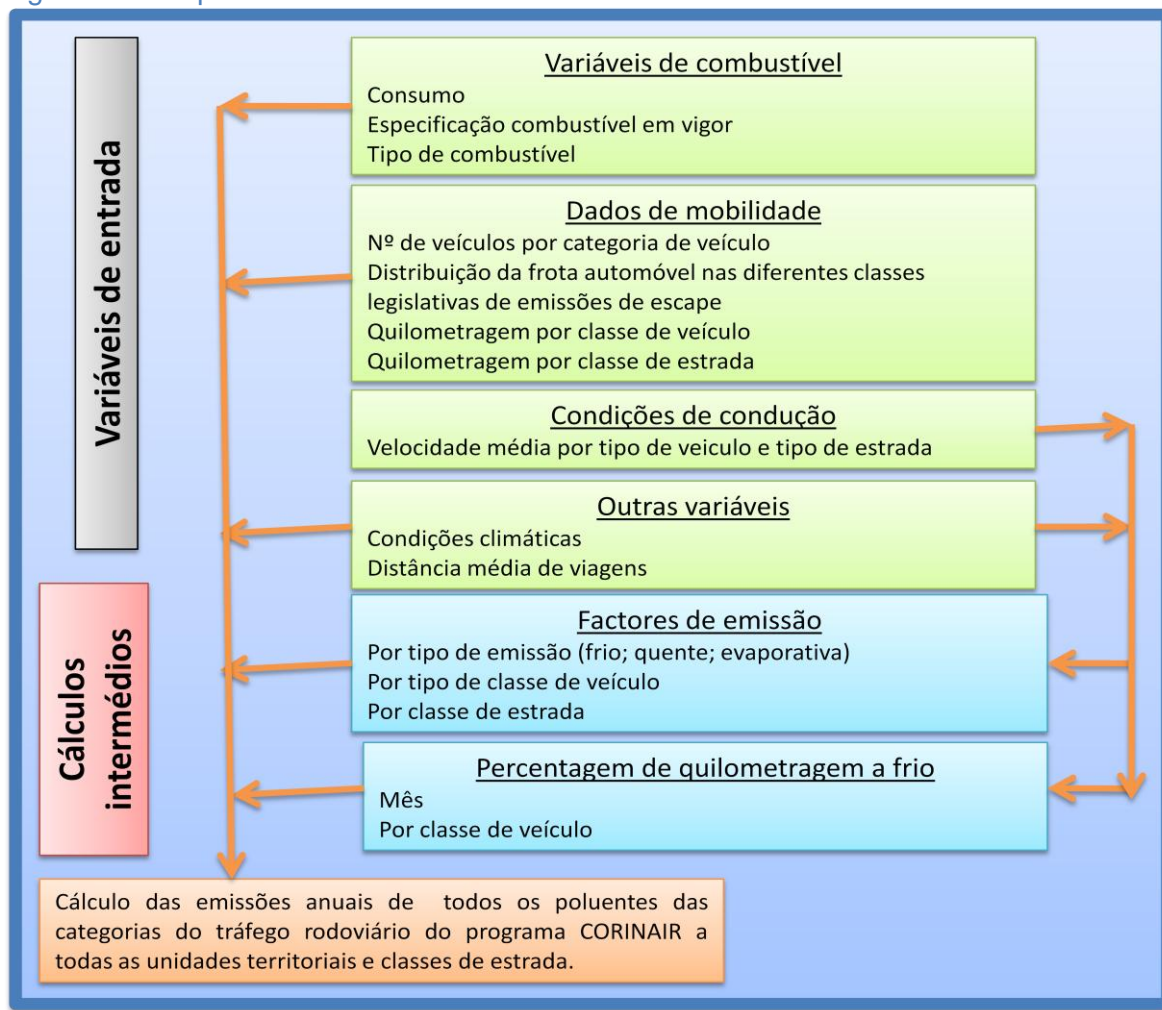 Variáveis de entrada
Variáveis de combustível
Consumo
Especificação combustível em vigor
Tipo de combustível
Dados de mobilidade
Nº de veículos por categoria de veículo
Distribuição da frota automóvel nas diferentes classes
legislativas de emissões de escape
Quilometragem por classe de veículo
Quilometragem por classe de estrada
Condições de condução
Velocidade média por tipo de veiculo e tipo de estrada
Outras variáveis
Condições climáticas
Distância média de viagens
Cálculos
intermédios
Factores de emissão
Por tipo de emissão (frio; quente; evaporativa)
Por tipo de classe de veículo
Por classe de estrada
Percentagem de quilometragem a frio
Mês
Por classe de veículo
Cálculo das emissões anuais de todos os poluentes das
categorias do tráfego rodoviário do programa CORINAIR a
todas as unidades territoriais e classes de estrada.